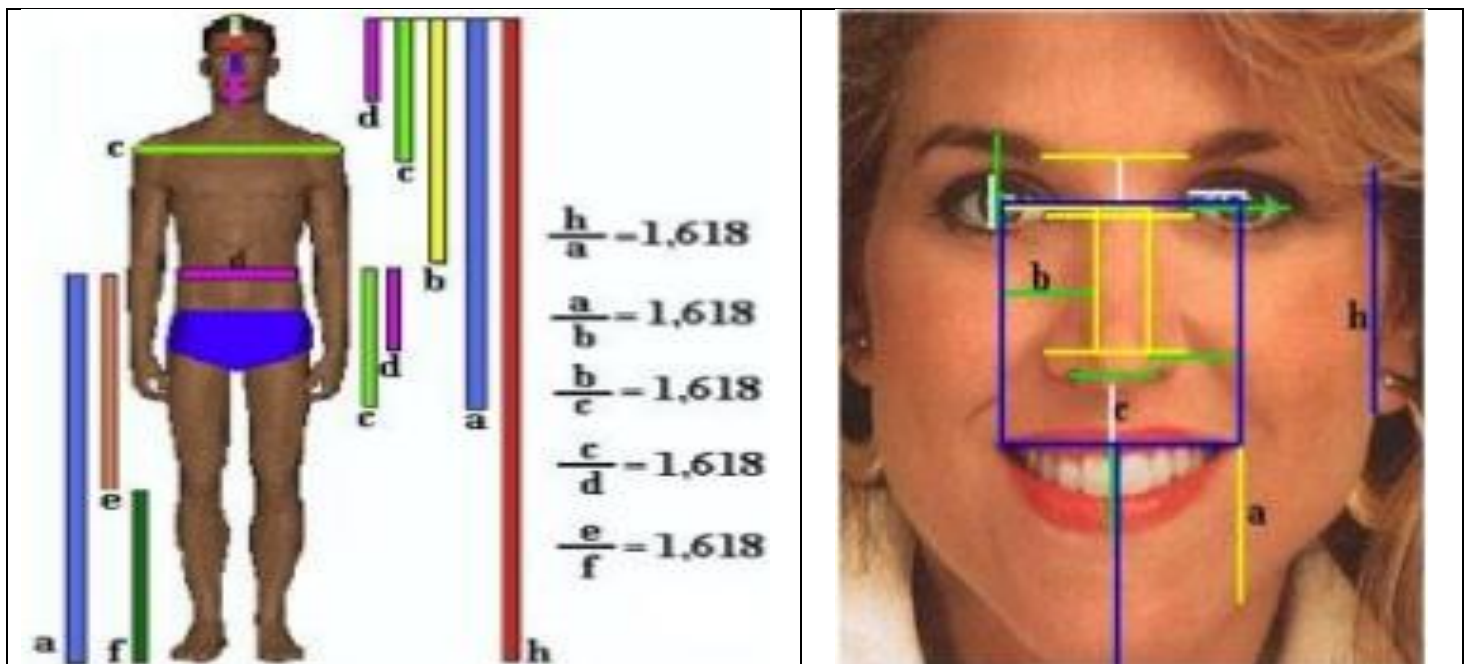 d
c
b
c
d
h/a=1,618
a/b=1,618
b/c=1,618
c/d=1,618
e/f=1,618
d
c
a
e
a
f
h
b
h
c
a